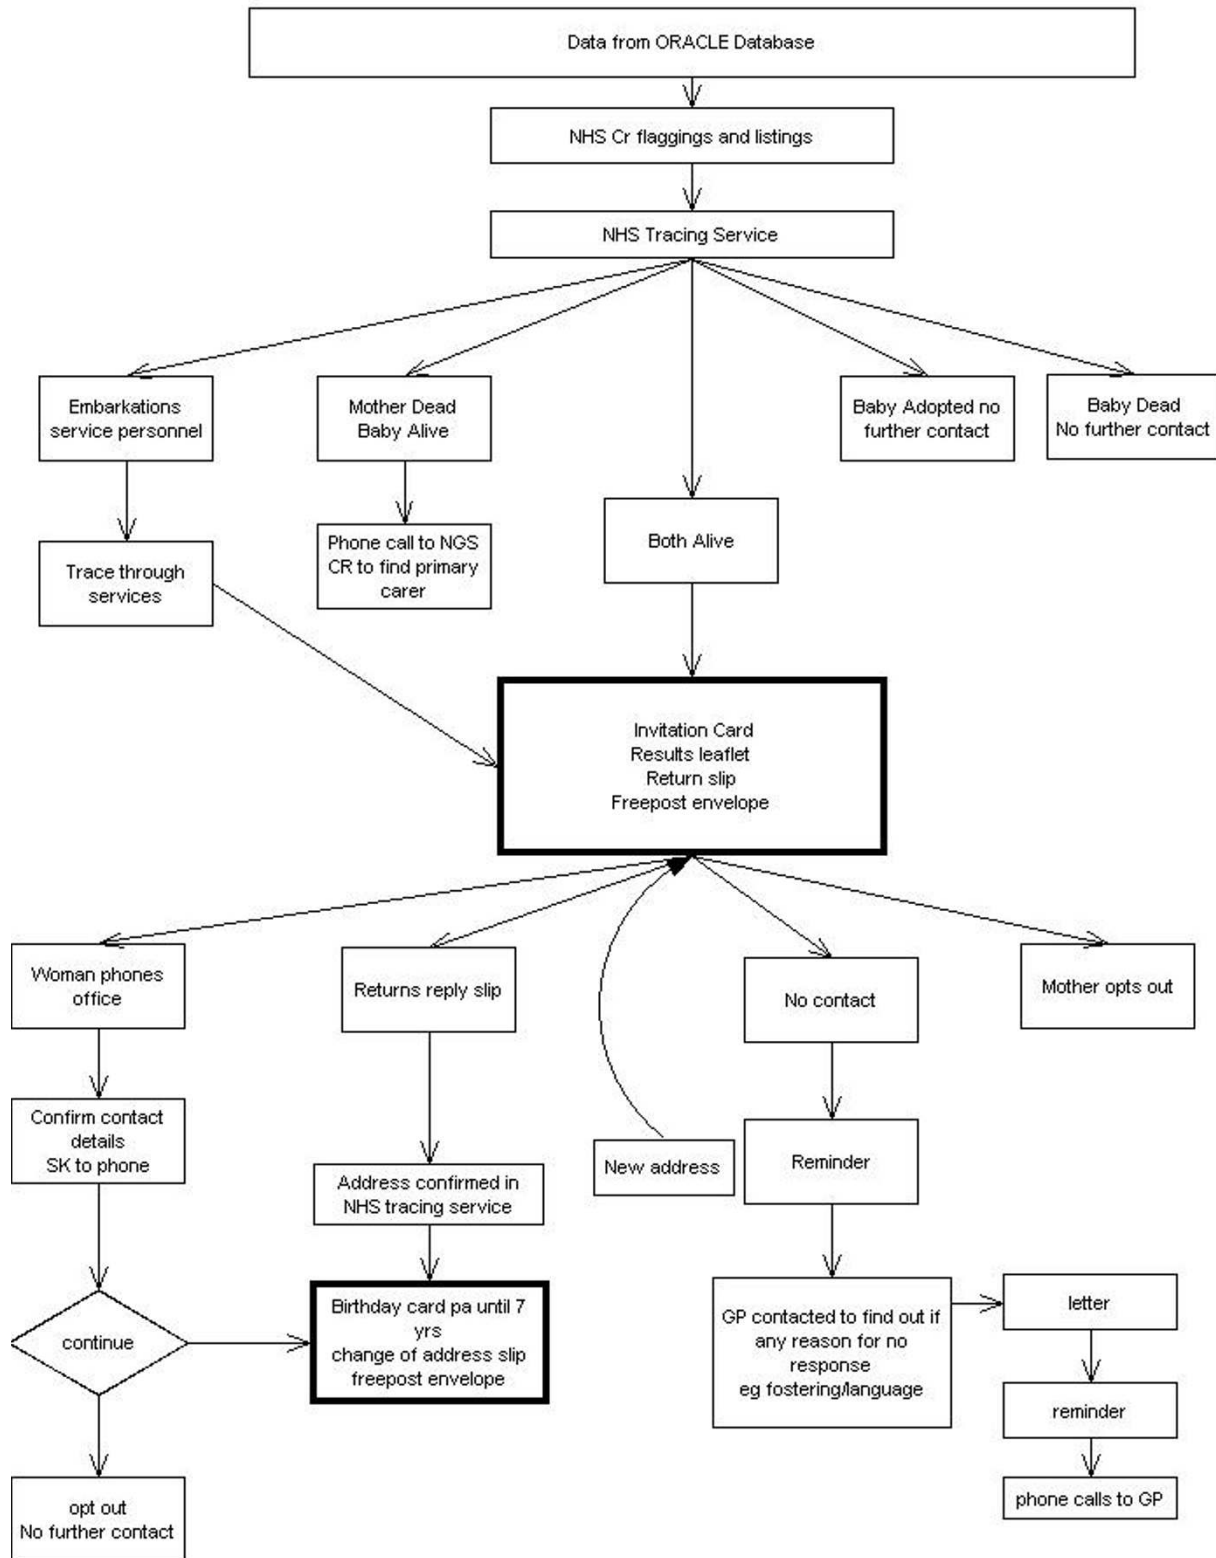 Data from ORACLE Database
NHS Cr flaggings and listings
NHS Tracing Service
Embarkations
service personnel
Mother Dead
Baby Alive
Baby Adopted no
further contact
Baby Dead
No further contact
Trace through
services
Phone call to NGS
CR to find primary
carer
Both Alive
Invitation Card
Results leaflet
Return slip
Freepost envelope
Woman phones
office
Returns reply slip
No contact
Mother opts out
Confirm contact
details
SK to phone
Address confirmed in
NHS tracing service
New address
Reminder
continue
Birthday card pa until 7
yrs
change of address slip
freepost envelope
GP contacted to find out if
any reason for no
response
eg fostering/language
letter
reminder
phone calls to GP
opt out
No further contact